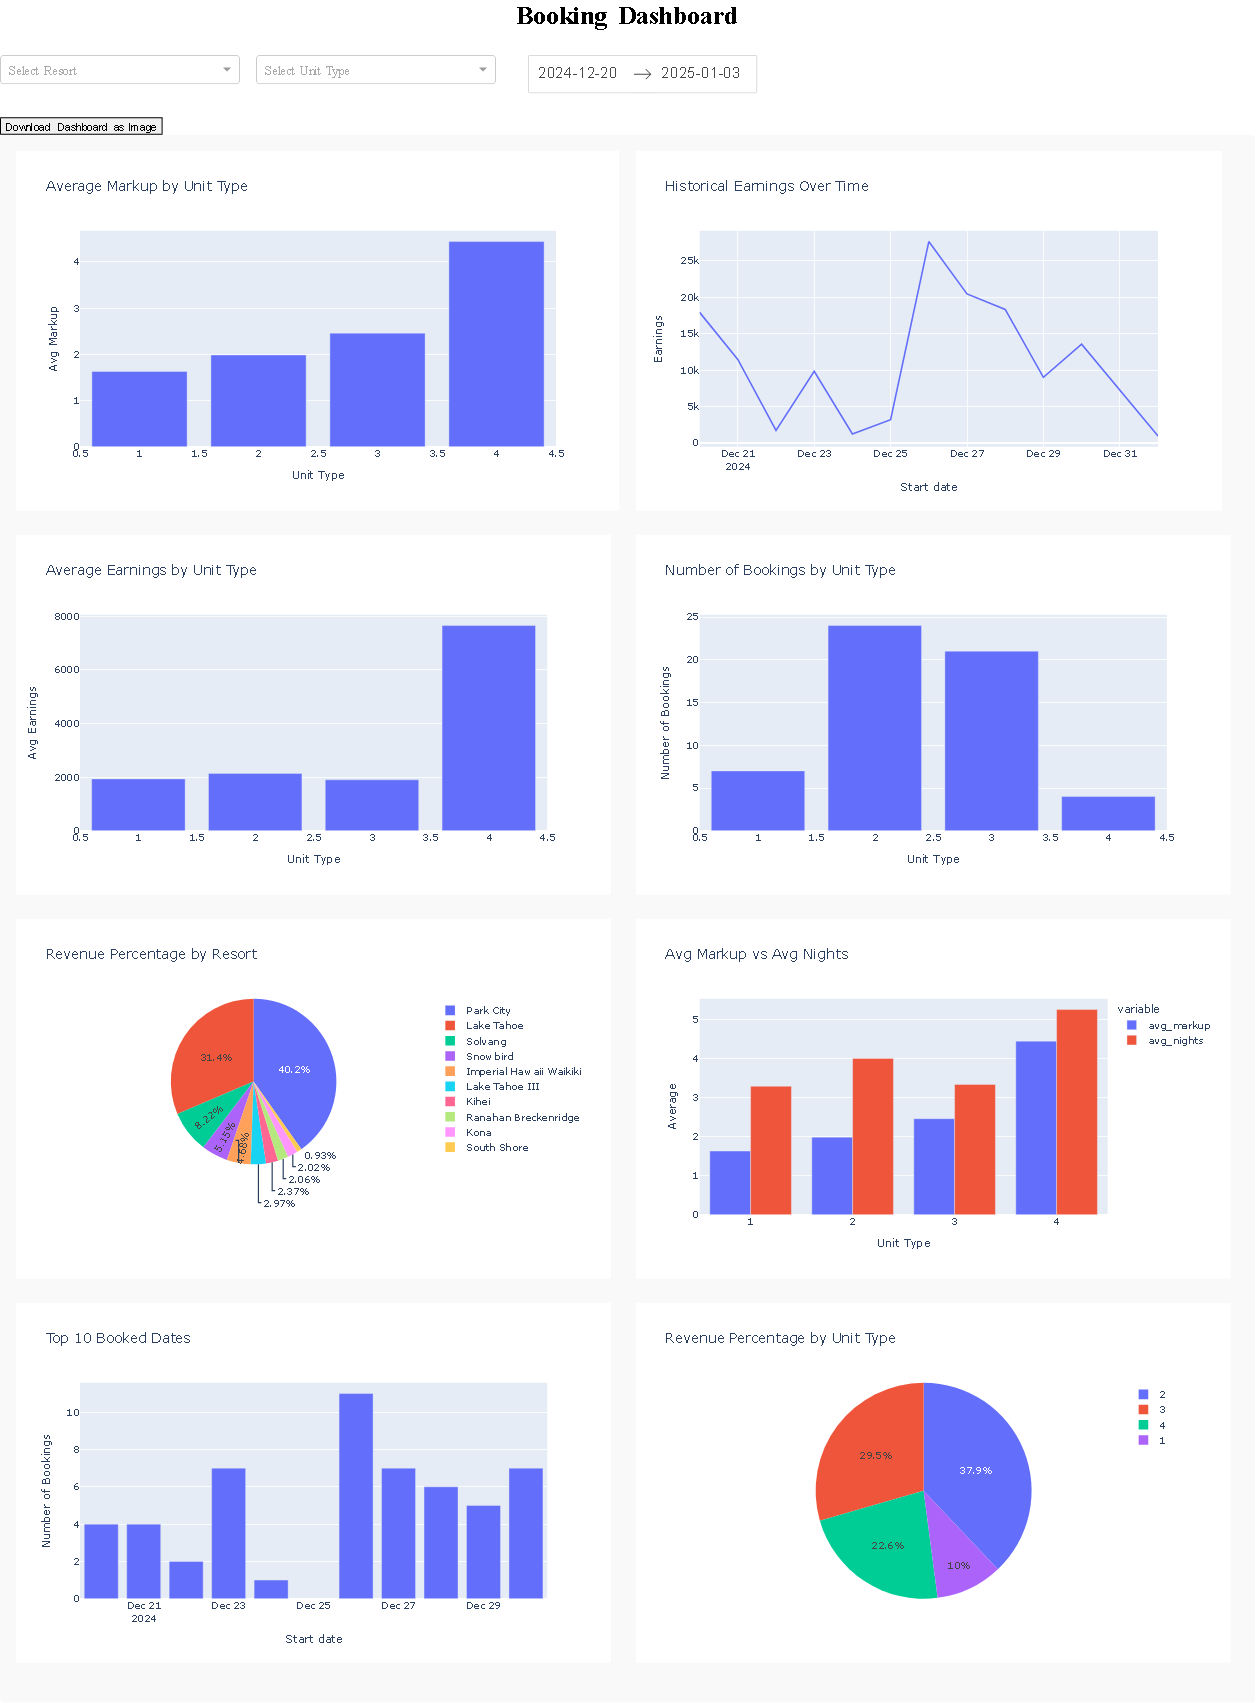 Booking Dashboard
Select Resort
Select Unit Type
2024-12-20 → 2025-01-03
Download Dashboard as Image
Average Markup by Unit Type
4
3
2
1
0
Avg Markup
0.5 1 1.5 2 2.5 3 3.5 4 4.5
Unit Type
Historical Earnings Over Time
25k
20k
15k
10k
5k
0
Earnings
Dec 21 Dec 23 Dec 25 Dec 27 Dec 29 Dec 31
2024
Start date
Average Earnings by Unit Type
8000
6000
4000
2000
0
Avg Earnings
0.5 1 1.5 2 2.5 3 3.5 4 4.5
Unit Type
Number of Bookings by Unit Type
25
20
15
10
5
0
Number of Bookings
0.5 1 1.5 2 2.5 3 3.5 4 4.5
Unit Type
Revenue Percentage by Resort
40.2%
31.4%
8.22%
5.15%
4.68%
2.97%
2.37%
2.06%
2.02%
0.93%
Park City
Lake Tahoe
Solvang
Snowbird
Imperial Hawaii Waikiki
Lake Tahoe III
Kihei
Ranahan Breckenridge
Kona
South Shore
Avg Markup vs Avg Nights
5
4
3
2
1
0
Average
1 2 3 4
Unit Type
variable
avg_markup
avg_nights
Top 10 Booked Dates
10
8
6
4
2
0
Number of Bookings
Dec 21 Dec 23 Dec 25 Dec 27 Dec 29
2024
Start date
Revenue Percentage by Unit Type
37.9%
29.5%
22.6%
10%
2
3
4
1